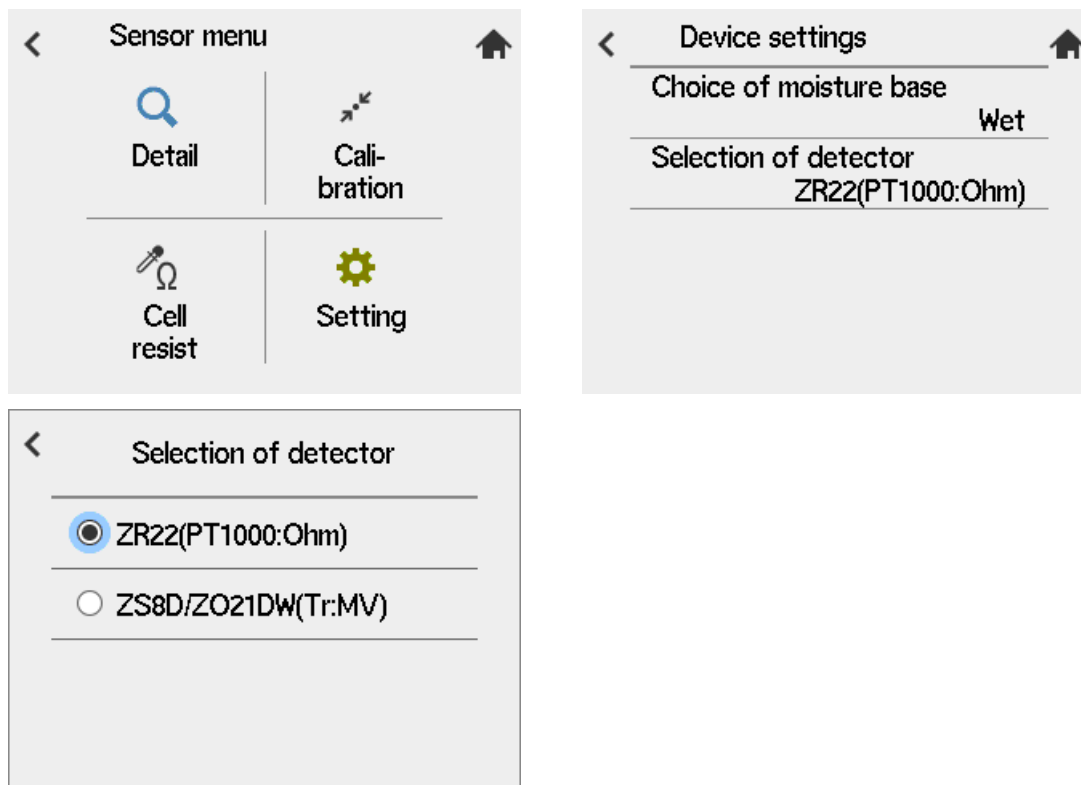 Sensor menu
Detail
Cali-
bration
Cell
resist
Setting
Device settings
Choice of moisture base
Wet
Selection of detector
ZR22(PT1000:Ohm)
Selection of detector
ZR22(PT1000:Ohm)
ZS8D/ZO21DW(Tr:MV)